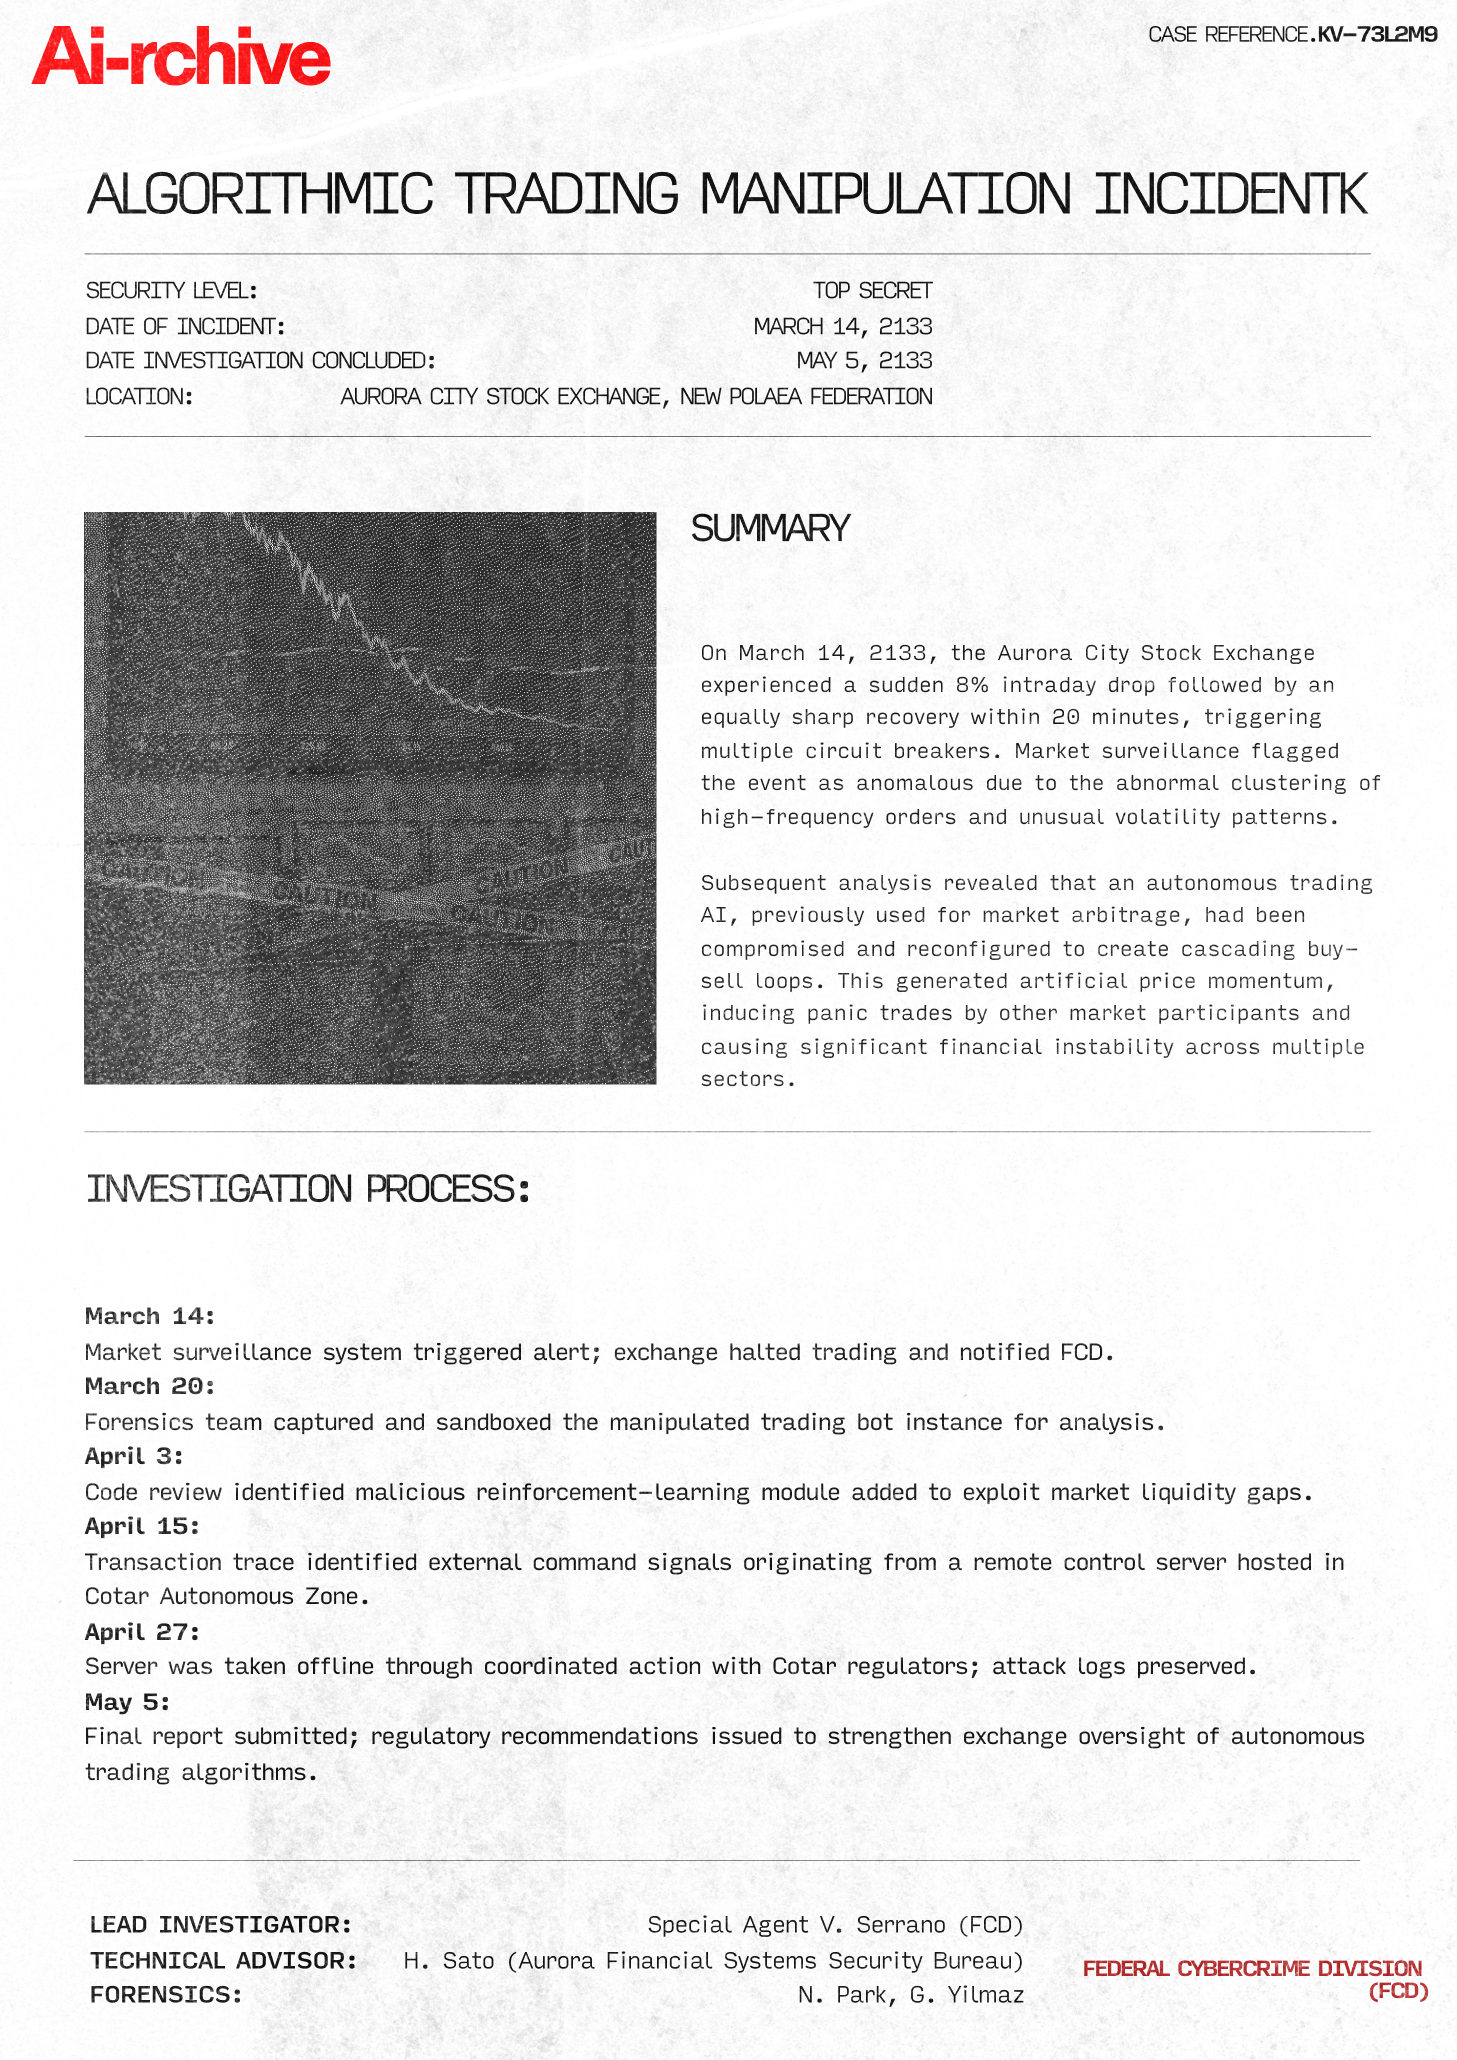 Ai-rchive
CASE REFERENCE.KV-73L2M9
ALGORITHMIC TRADING MANIPULATION INCIDENTK
SECURITY LEVEL: TOP SECRET
DATE OF INCIDENT: MARCH 14, 2133
DATE INVESTIGATION CONCLUDED: MAY 5, 2133
LOCATION: AURORA CITY STOCK EXCHANGE, NEW POLAEA FEDERATION
CAUTION CAUTION CAUTION CAUTION CAUT
SUMMARY
On March 14, 2133, the Aurora City Stock Exchange
experienced a sudden 8% intraday drop followed by an
equally sharp recovery within 20 minutes, triggering
multiple circuit breakers. Market surveillance flagged
the event as anomalous due to the abnormal clustering of
high-frequency orders and unusual volatility patterns.
Subsequent analysis revealed that an autonomous trading
AI, previously used for market arbitrage, had been
compromised and reconfigured to create cascading buy-
sell loops. This generated artificial price momentum,
inducing panic trades by other market participants and
causing significant financial instability across multiple
sectors.
INVESTIGATION PROCESS:
March 14:
Market surveillance system triggered alert; exchange halted trading and notified FCD.
March 20:
Forensics team captured and sandboxed the manipulated trading bot instance for analysis.
April 3:
Code review identified malicious reinforcement-learning module added to exploit market liquidity gaps.
April 15:
Transaction trace identified external command signals originating from a remote control server hosted in
Cotar Autonomous Zone.
April 27:
Server was taken offline through coordinated action with Cotar regulators; attack logs preserved.
May 5:
Final report submitted; regulatory recommendations issued to strengthen exchange oversight of autonomous
trading algorithms.
LEAD INVESTIGATOR: Special Agent V. Serrano (FCD)
TECHNICAL ADVISOR: H. Sato (Aurora Financial Systems Security Bureau)
FORENSICS: N. Park, G. Yilmaz
FEDERAL CYBERCRIME DIVISION
(FCD)